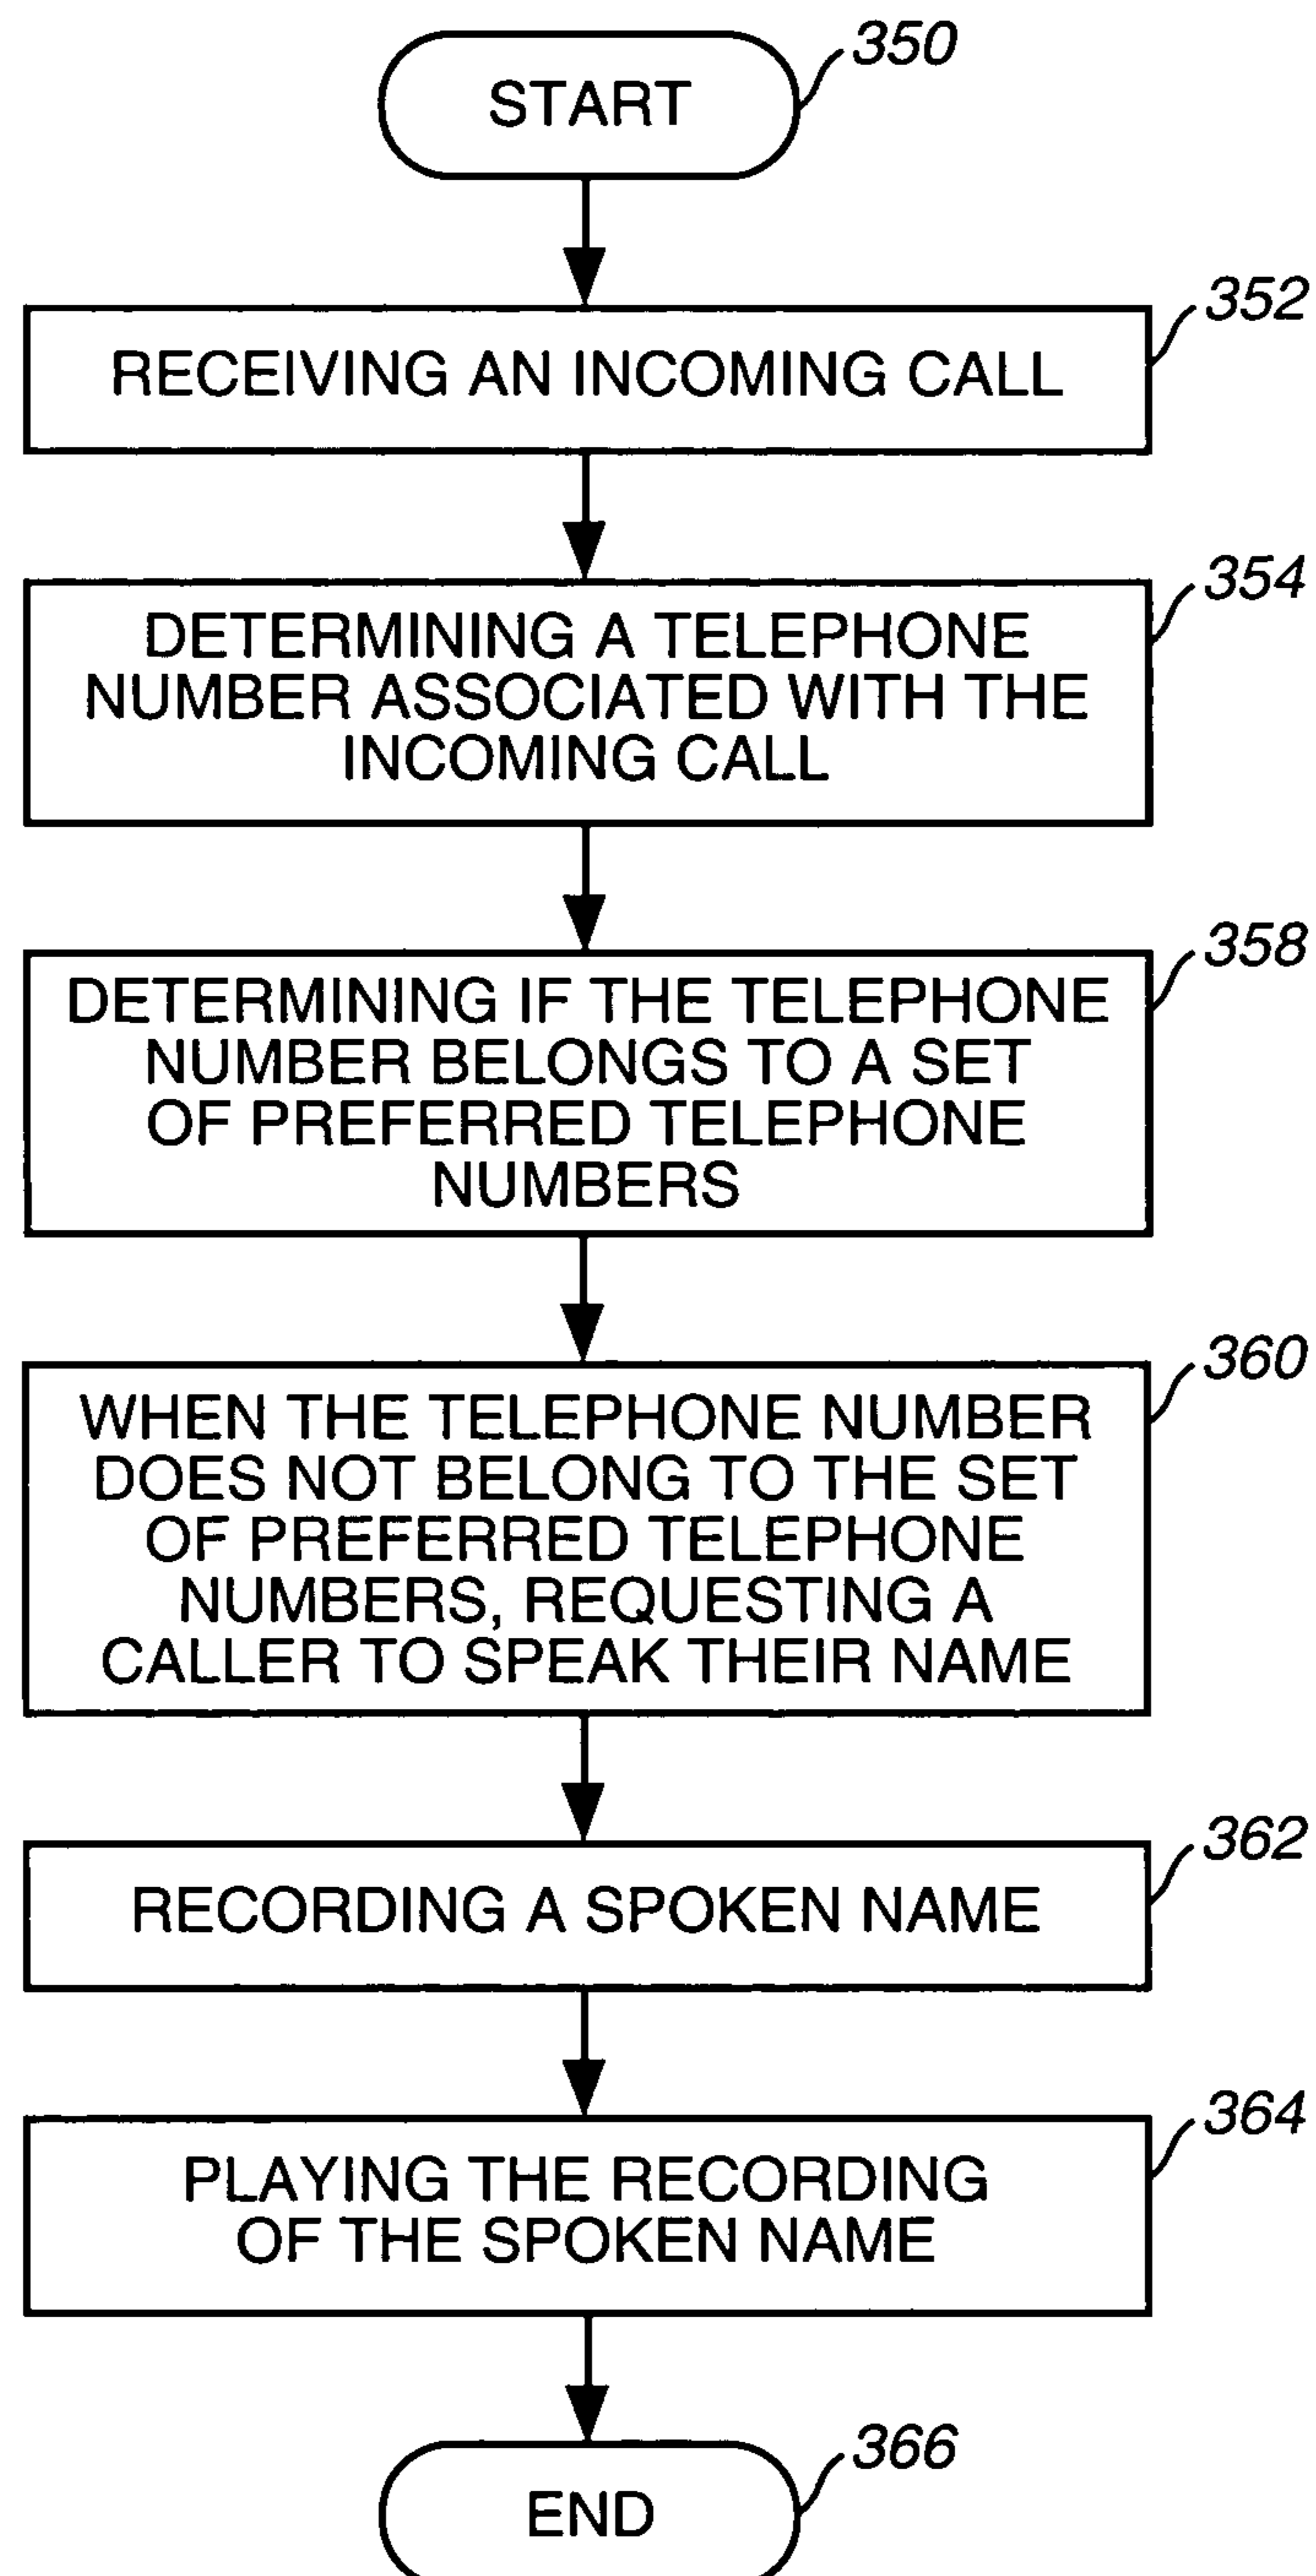 START
350
RECEIVING AN INCOMING CALL
352
DETERMINING A TELEPHONE
NUMBER ASSOCIATED WITH THE
INCOMING CALL
354
DETERMINING IF THE TELEPHONE
NUMBER BELONGS TO A SET
OF PREFERRED TELEPHONE
NUMBERS
358
WHEN THE TELEPHONE NUMBER
DOES NOT BELONG TO THE SET
OF PREFERRED TELEPHONE
NUMBERS, REQUESTING A
CALLER TO SPEAK THEIR NAME
360
RECORDING A SPOKEN NAME
362
PLAYING THE RECORDING
OF THE SPOKEN NAME
364
END
366